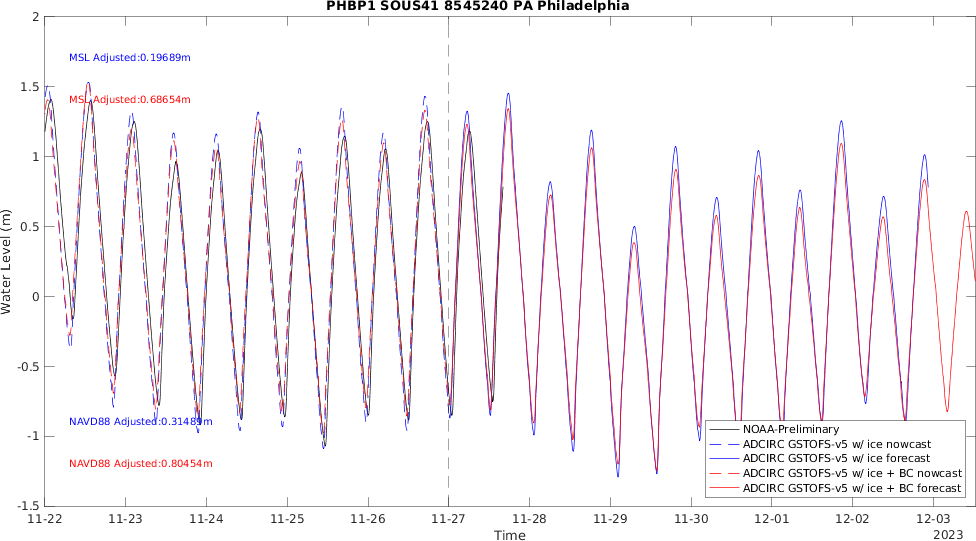 PHBP1 SOUS41 8545240 PA Philadelphia
2
1.5
1
0.5
0
-0.5
-1
-1.5
Water Level (m)
MSL Adjusted:0.19689m
MSL Adjusted:0.68654m
NAVD88 Adjusted:0.31489m
NAVD88 Adjusted:0.80454m
NOAA-Preliminary
ADCIRC GSTOFS-v5 w/ ice nowcast
ADCIRC GSTOFS-v5 w/ ice forecast
ADCIRC GSTOFS-v5 w/ ice + BC nowcast
ADCIRC GSTOFS-v5 w/ ice + BC forecast
11-22 11-23 11-24 11-25 11-26 11-27 11-28 11-29 11-30 12-01 12-02 12-03
2023
Time